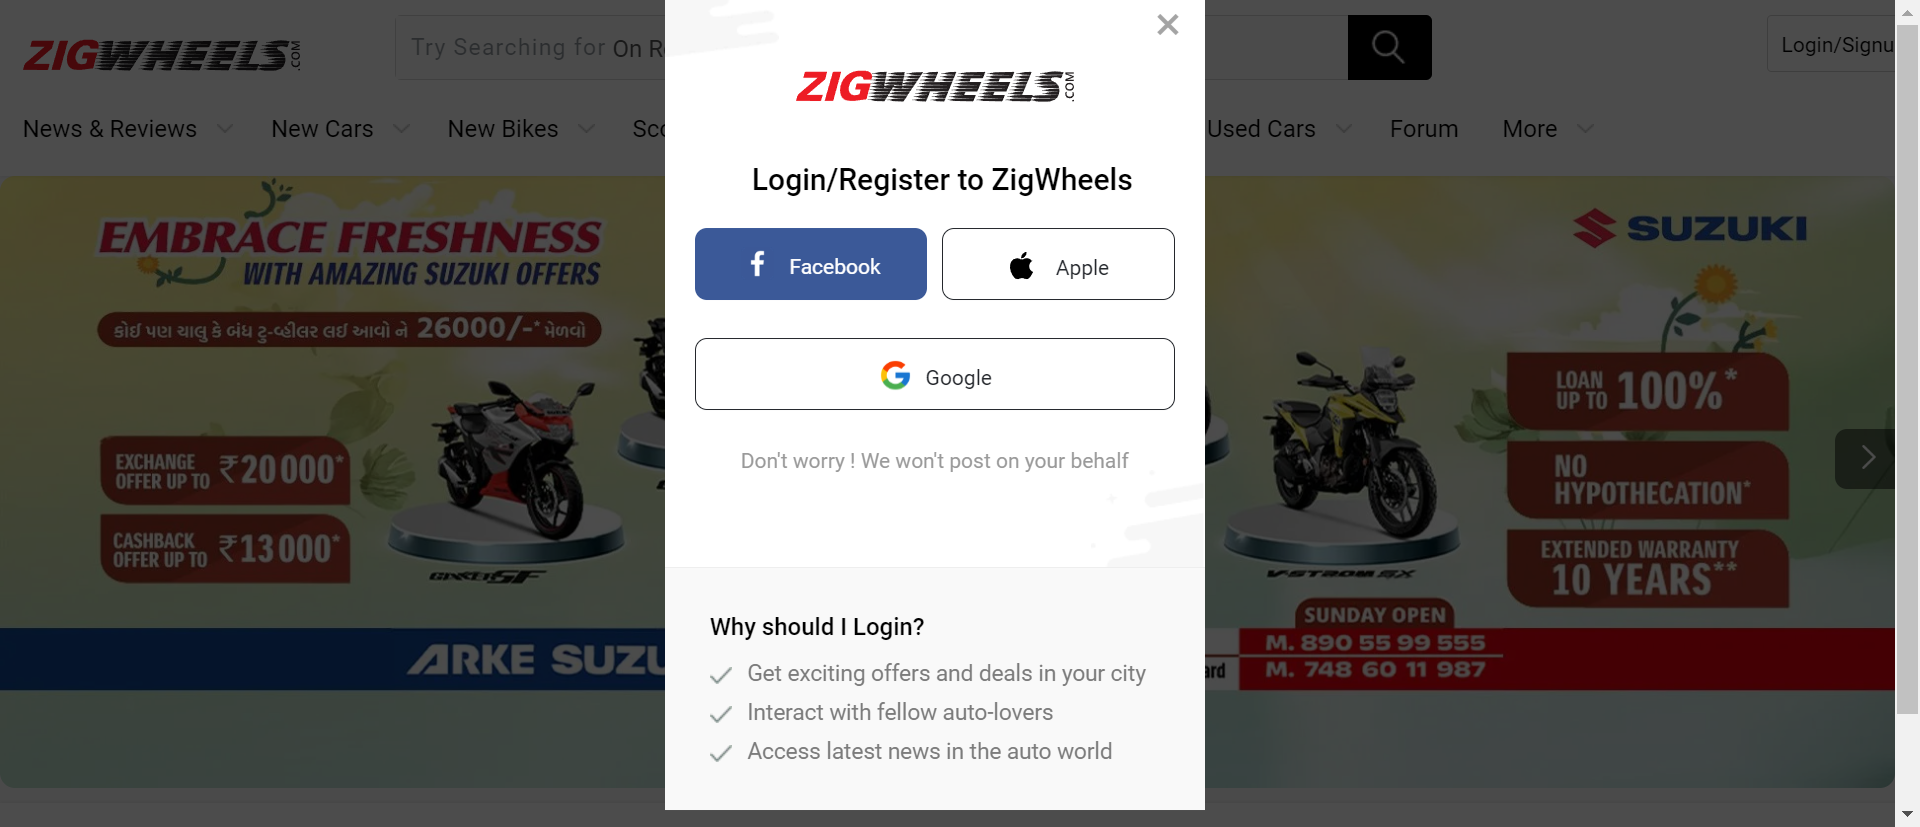 ZIGWHEELS.COM
Try Searching for On R
Login/Signu
News & Reviews
New Cars
New Bikes
Sco
Used Cars
Forum
More
ZIGWHEELS.COM
Login/Register to ZigWheels
Facebook
Apple
Google
Don't worry ! We won't post on your behalf
Why should I Login?
Get exciting offers and deals in your city
Interact with fellow auto-lovers
Access latest news in the auto world
EMBRACE FRESHNESS
WITH AMAZING SUZUKI OFFERS
કોઈ પણ ચાલુ કે બંધ ટુ-વ્હીલર લઈ આવો ને 26000/-* મેળવો
EXCHANGE
OFFER UP TO ₹20000*
CASHBACK
OFFER UP TO ₹13000*
GIXXER SF
SUZUKI
LOAN
UP TO 100%*
NO
HYPOTHECATION*
EXTENDED WARRANTY
10 YEARS**
V-STROM SX
SUNDAY OPEN
ARKE SUZU
ard
M. 890 55 99 555
M. 748 60 11 987